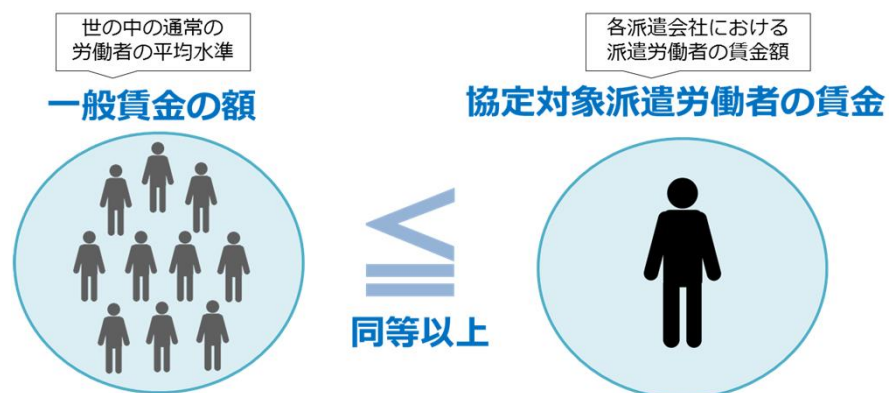 世の中の通常の
労働者の平均水準
各派遣会社における
派遣労働者の賃金額
一般賃金の額
協定対象派遣労働者の賃金
≦
同等以上